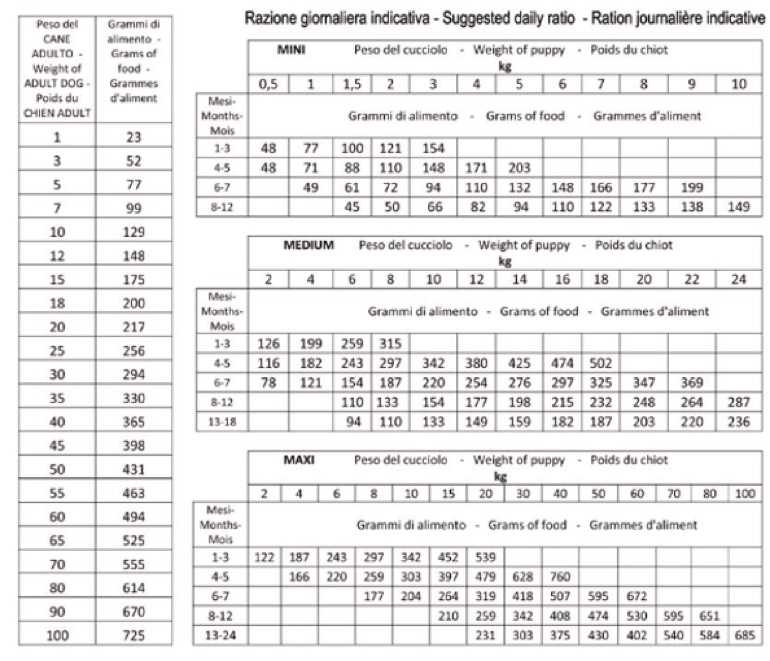 Razione giornaliera indicativa - Suggested daily ratio - Ration journalière indicative
Peso del CANE ADULTO - Weight of ADULT DOG - Poids du CHIEN ADULT | Grammi di alimento - Grams of food - Grammes d'aliment
1 23
3 52
5 77
7 99
10 129
12 148
15 175
18 200
20 217
25 256
30 294
35 330
40 365
45 398
50 431
55 463
60 494
65 525
70 555
80 614
90 670
100 725
MINI Peso del cucciolo - Weight of puppy - Poids du chiot
kg
0,5 1 1,5 2 3 4 5 6 7 8 9 10
Mesi-Months-Mois Grammi di alimento - Grams of food - Grammes d'aliment
1-3 48 77 100 121 154
4-5 48 71 88 110 148 171 203
6-7 49 61 72 94 110 132 148 166 177 199
8-12 45 50 66 82 94 110 122 133 138 149
MEDIUM Peso del cucciolo - Weight of puppy - Poids du chiot
kg
2 4 6 8 10 12 14 16 18 20 22 24
Mesi-Months-Mois Grammi di alimento - Grams of food - Grammes d'aliment
1-3 126 199 259 315
4-5 116 182 243 297 342 380 425 474 502
6-7 78 121 154 187 220 254 276 297 325 347 369
8-12 110 133 154 177 198 215 232 248 264 287
13-18 94 110 133 149 159 182 187 203 220 236
MAXI Peso del cucciolo - Weight of puppy - Poids du chiot
kg
2 4 6 8 10 15 20 30 40 50 60 70 80 100
Mesi-Months-Mois Grammi di alimento - Grams of food - Grammes d'aliment
1-3 122 187 243 297 342 452 539
4-5 166 220 259 303 397 479 628 760
6-7 177 204 264 319 418 507 595 672
8-12 210 259 342 408 474 530 595 651
13-24 231 303 375 430 402 540 584 685